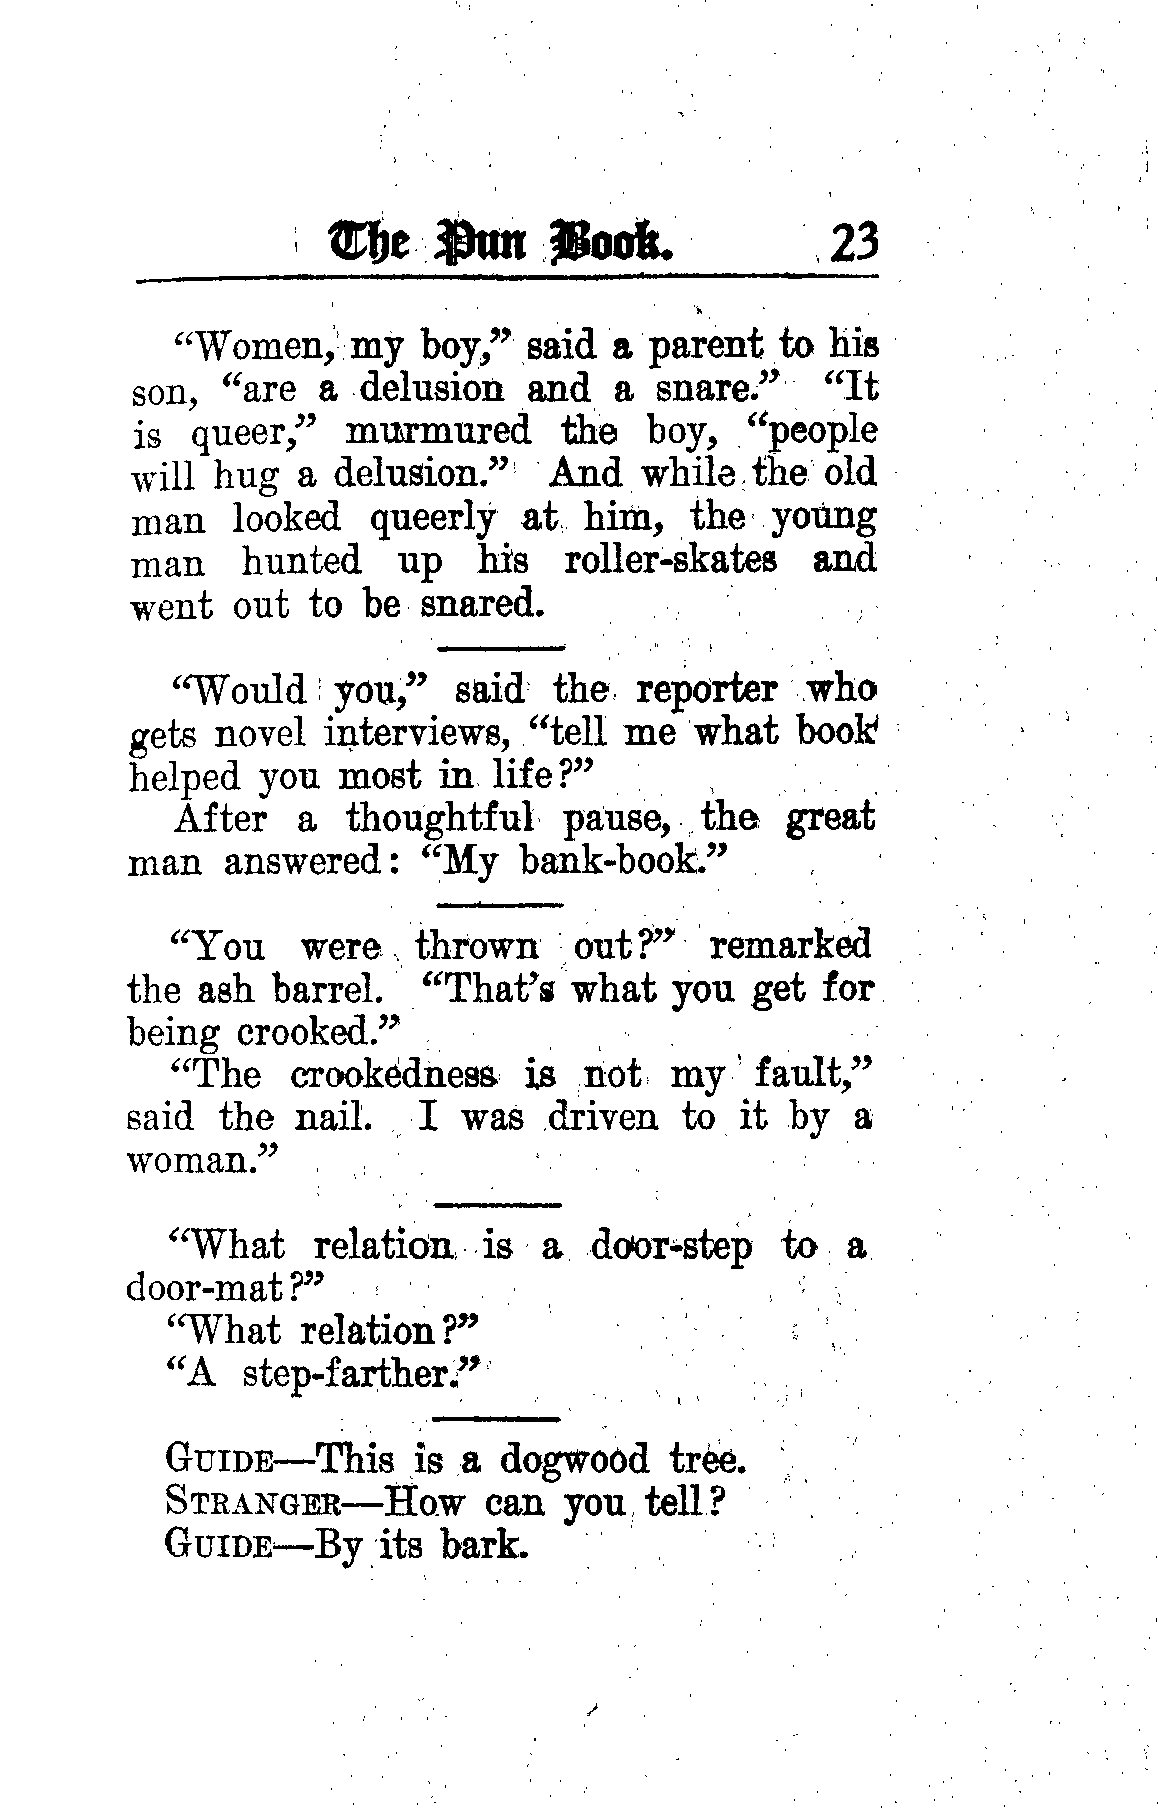 The Pun Book. 23
“Women, my boy,” said a parent to his
son, “are a delusion and a snare.” “It
is queer,” murmured the boy, “people
will hug a delusion.” And while the old
man looked queerly at him, the young
man hunted up his roller-skates and
went out to be snared.
“Would you,” said the reporter who
gets novel interviews, “tell me what book
helped you most in life?”
After a thoughtful pause, the great
man answered: “My bank-book.”
“You were thrown out?” remarked
the ash barrel. “That’s what you get for
being crooked.”
“The crookedness is not my fault,”
said the nail. I was driven to it by a
woman.”
“What relation is a door-step to a
door-mat?”
“What relation?”
“A step-farther.”
GUIDE—This is a dogwood tree.
STRANGER—How can you tell?
GUIDE—By its bark.